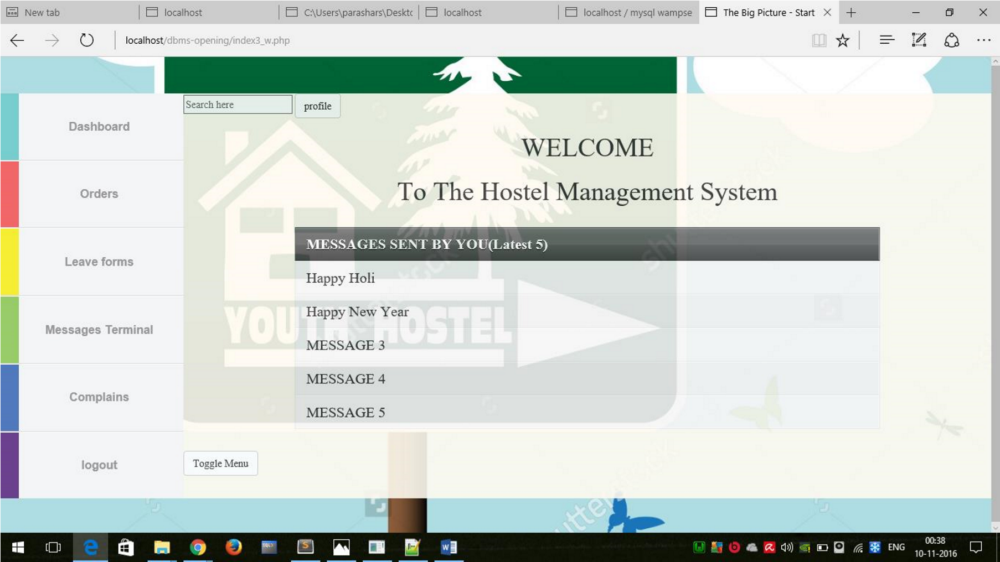 New tab
localhost
C:\Users\parashars\Deskto
localhost
localhost / mysql wampse
The Big Picture - Start
localhost/dbms-opening/index3_w.php
Search here
profile
Dashboard
WELCOME
To The Hostel Management System
Orders
MESSAGES SENT BY YOU(Latest 5)
Leave forms
Happy Holi
Happy New Year
YOUTH HOSTEL
Messages Terminal
MESSAGE 3
MESSAGE 4
Complains
MESSAGE 5
logout
Toggle Menu
ENG
00:38
10-11-2016